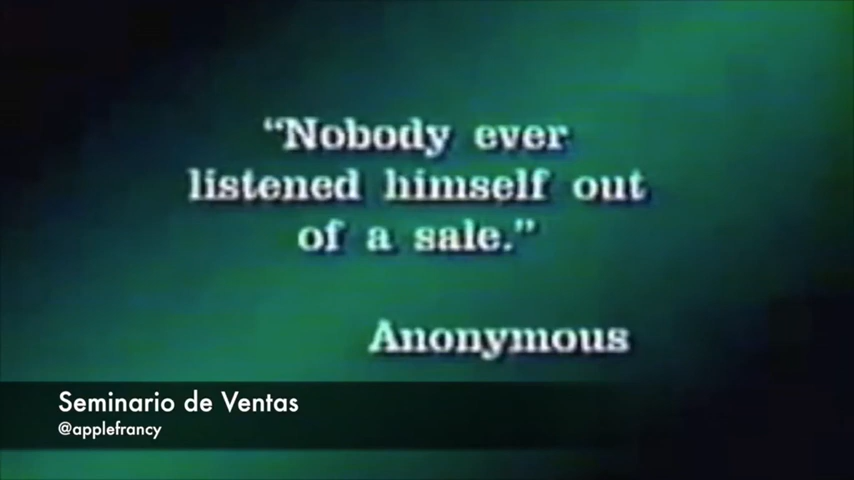 “Nobody ever
listened himself out
of a sale.”
Anonymous
Seminario de Ventas
@applefrancy